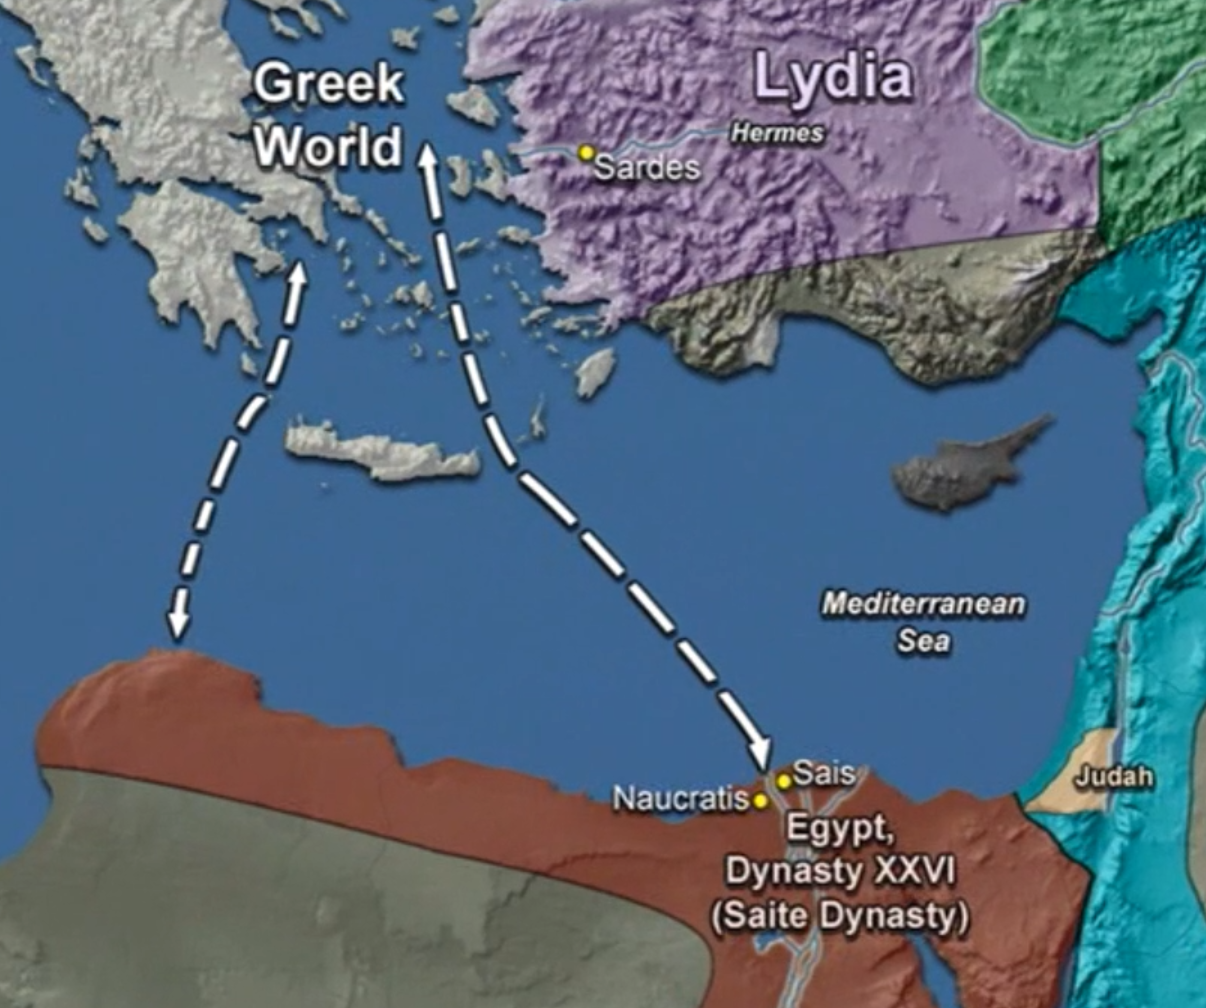 Greek
World
Lydia
Hermes
Sardes
Mediterranean
Sea
Sais
Naucratis
Judah
Egypt,
Dynasty XXVI
(Saite Dynasty)